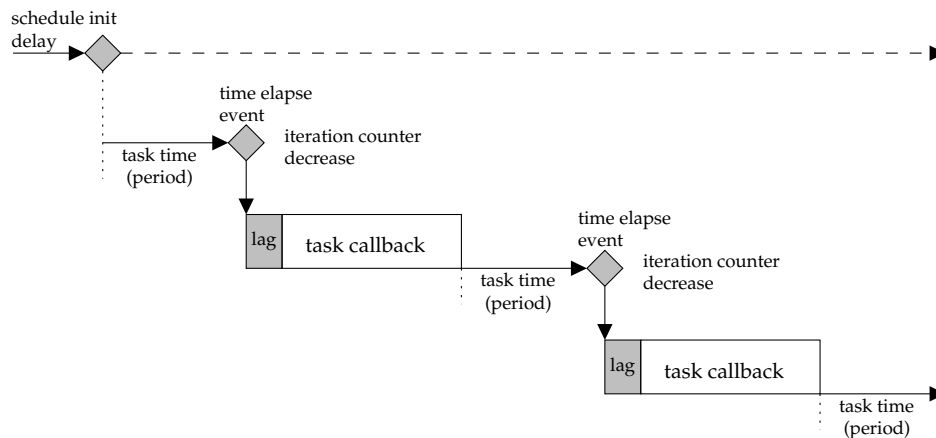 schedule init
delay
time elapse
event
iteration counter
decrease
task time
(period)
lag
task callback
time elapse
event
iteration counter
decrease
task time
(period)
lag
task callback
task time
(period)